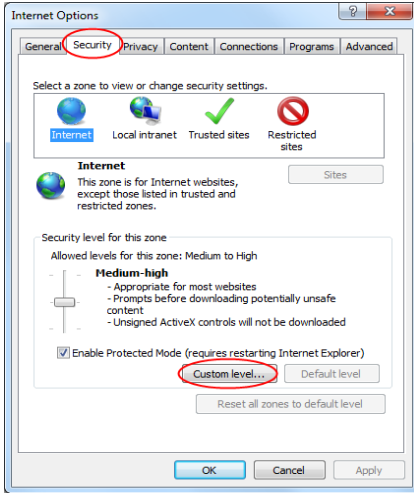 Internet Options
General Security Privacy Content Connections Programs Advanced
Select a zone to view or change security settings.
Internet Local intranet Trusted sites Restricted
sites
Internet
This zone is for Internet websites,
except those listed in trusted and
restricted zones.
Sites
Security level for this zone
Allowed levels for this zone: Medium to High
Medium-high
- Appropriate for most websites
- Prompts before downloading potentially unsafe
content
- Unsigned ActiveX controls will not be downloaded
Enable Protected Mode (requires restarting Internet Explorer)
Custom level... Default level
Reset all zones to default level
OK Cancel Apply